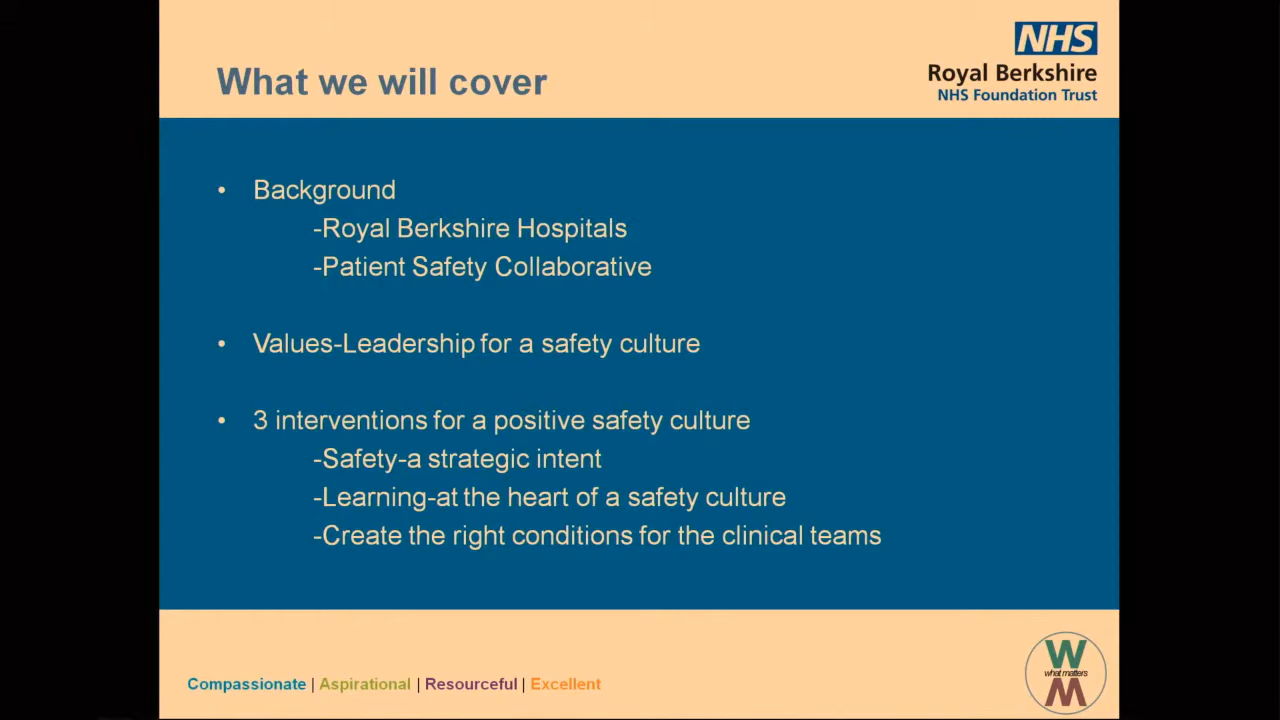 NHS
What we will cover
Royal Berkshire
NHS Foundation Trust
• Background
-Royal Berkshire Hospitals
-Patient Safety Collaborative
• Values-Leadership for a safety culture
• 3 interventions for a positive safety culture
-Safety-a strategic intent
-Learning-at the heart of a safety culture
-Create the right conditions for the clinical teams
Compassionate | Aspirational | Resourceful | Excellent
W
what matters
M